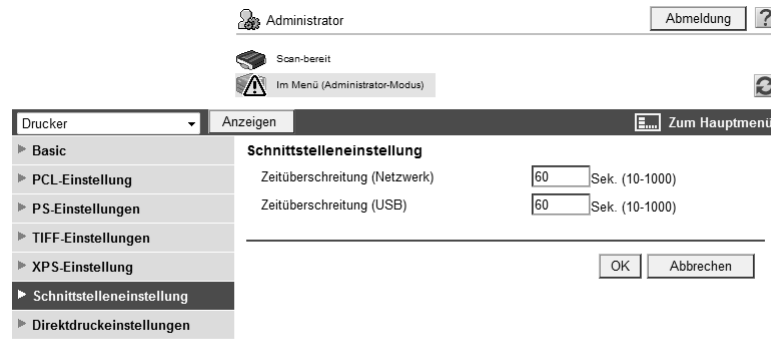 Administrator
Abmeldung
?
Scan-bereit
Im Menü (Administrator-Modus)
Drucker
Anzeigen
Zum Hauptmenü
Basic
PCL-Einstellung
PS-Einstellungen
TIFF-Einstellungen
XPS-Einstellung
Schnittstelleneinstellung
Direktdruckeinstellungen
Schnittstelleneinstellung
Zeitüberschreitung (Netzwerk) 60 Sek. (10-1000)
Zeitüberschreitung (USB) 60 Sek. (10-1000)
OK
Abbrechen